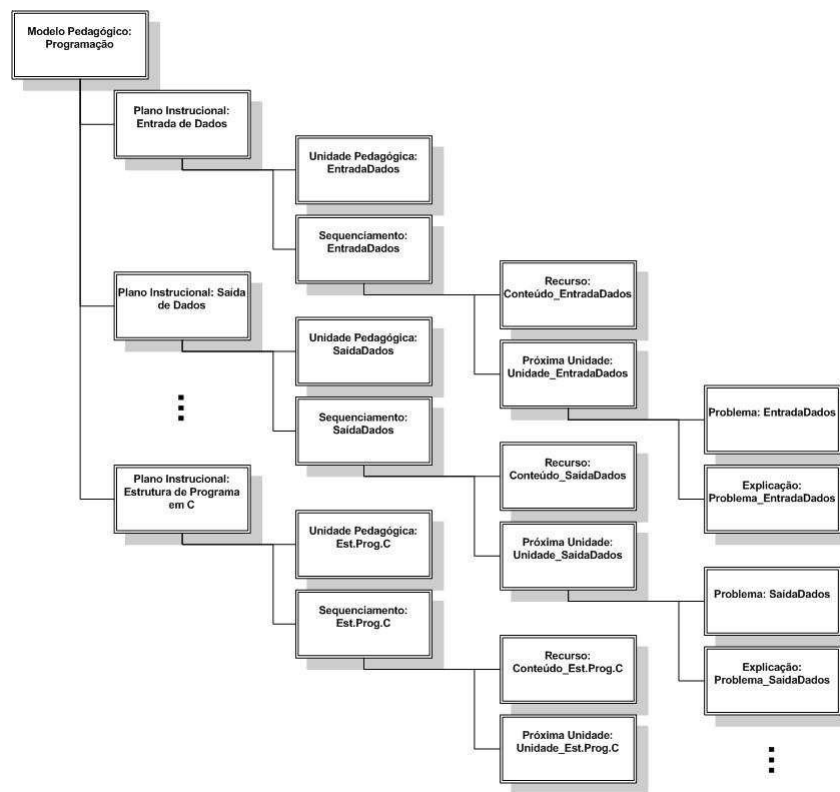 Modelo Pedagógico:
Programação
Plano Instrucional:
Entrada de Dados
Unidade Pedagógica:
EntradaDados
Sequenciamento:
EntradaDados
Recurso:
Conteúdo_EntradaDados
Próxima Unidade:
Unidade_EntradaDados
Problema: EntradaDados
Explicação:
Problema_EntradaDados
Plano Instrucional: Saída
de Dados
Unidade Pedagógica:
SaídaDados
Sequenciamento:
SaídaDados
Recurso:
Conteúdo_SaídaDados
Próxima Unidade:
Unidade_SaídaDados
Problema: SaídaDados
Explicação:
Problema_SaídaDados
Plano Instrucional:
Estrutura de Programa
em C
Unidade Pedagógica:
Est.Prog.C
Sequenciamento:
Est.Prog.C
Recurso:
Conteúdo_Est.Prog.C
Próxima Unidade:
Unidade_Est.Prog.C